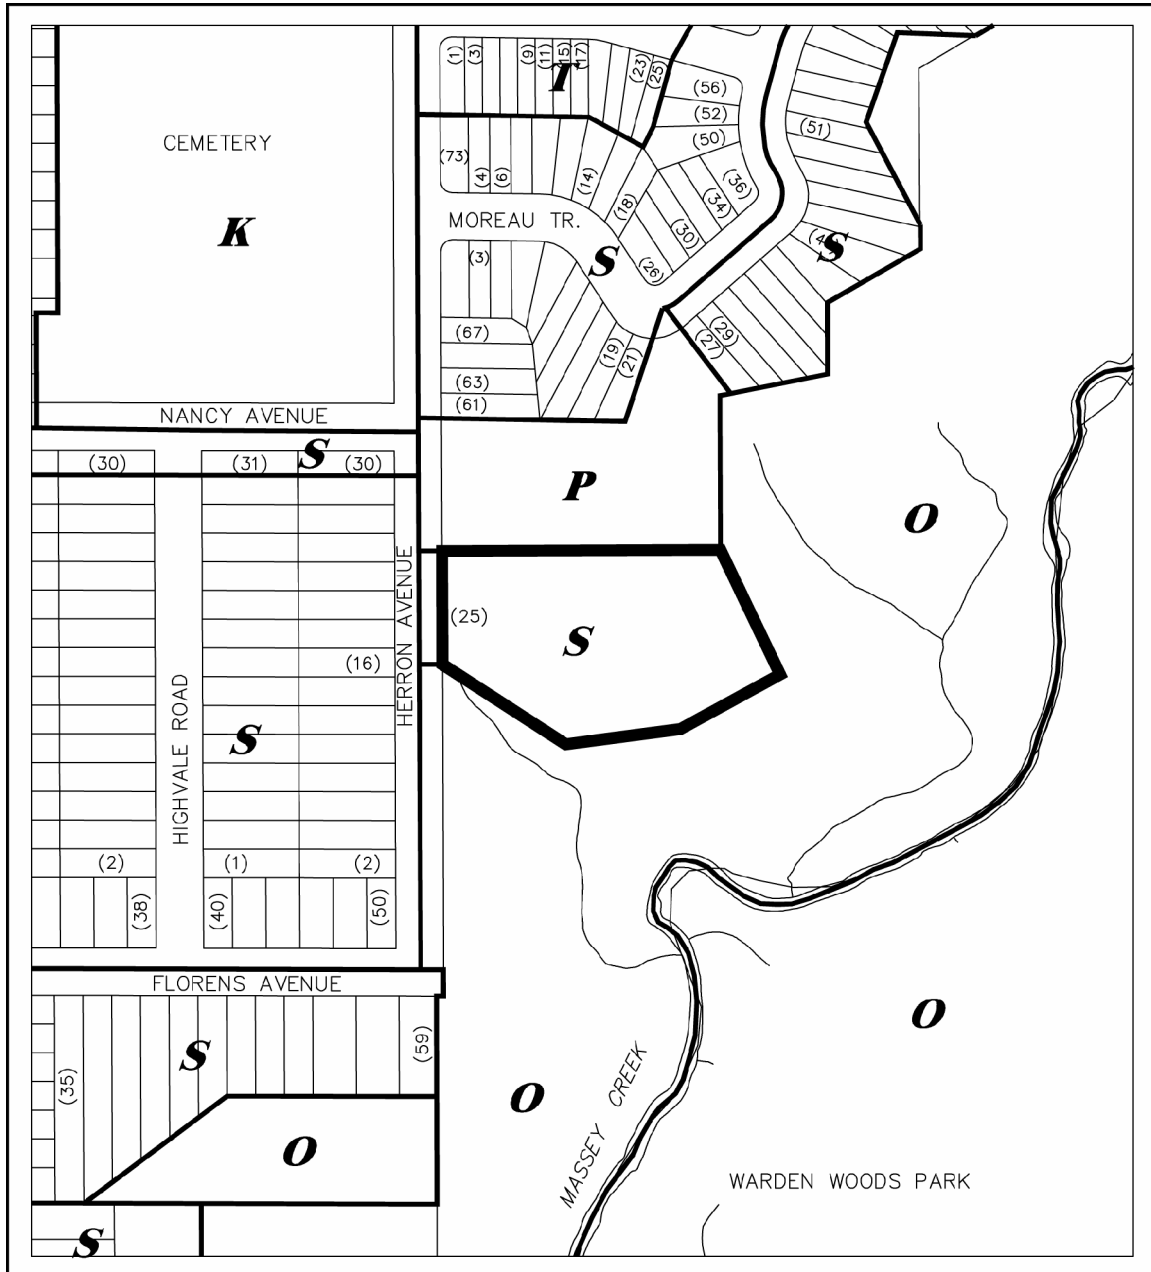 (1) (3) (9) (11) (15) (17) (23) (25)
T
(56)
(52)
(50)
(51)
CEMETERY
K
(73) (4) (6) (14) (18) (36) (34) (30) (26)
MOREAU TR.
S
S
(3)
(67)
(63)
(61)
(19) (21)
(29)
(27)
NANCY AVENUE
S
(30) (31) (30)
P
O
HERRON AVENUE
(25)
S
(16)
HIGHVALE ROAD
S
(2) (1) (2)
(38) (40) (50)
FLORENS AVENUE
S
(35) (59)
O
O
O
MASSEY CREEK
WARDEN WOODS PARK
S